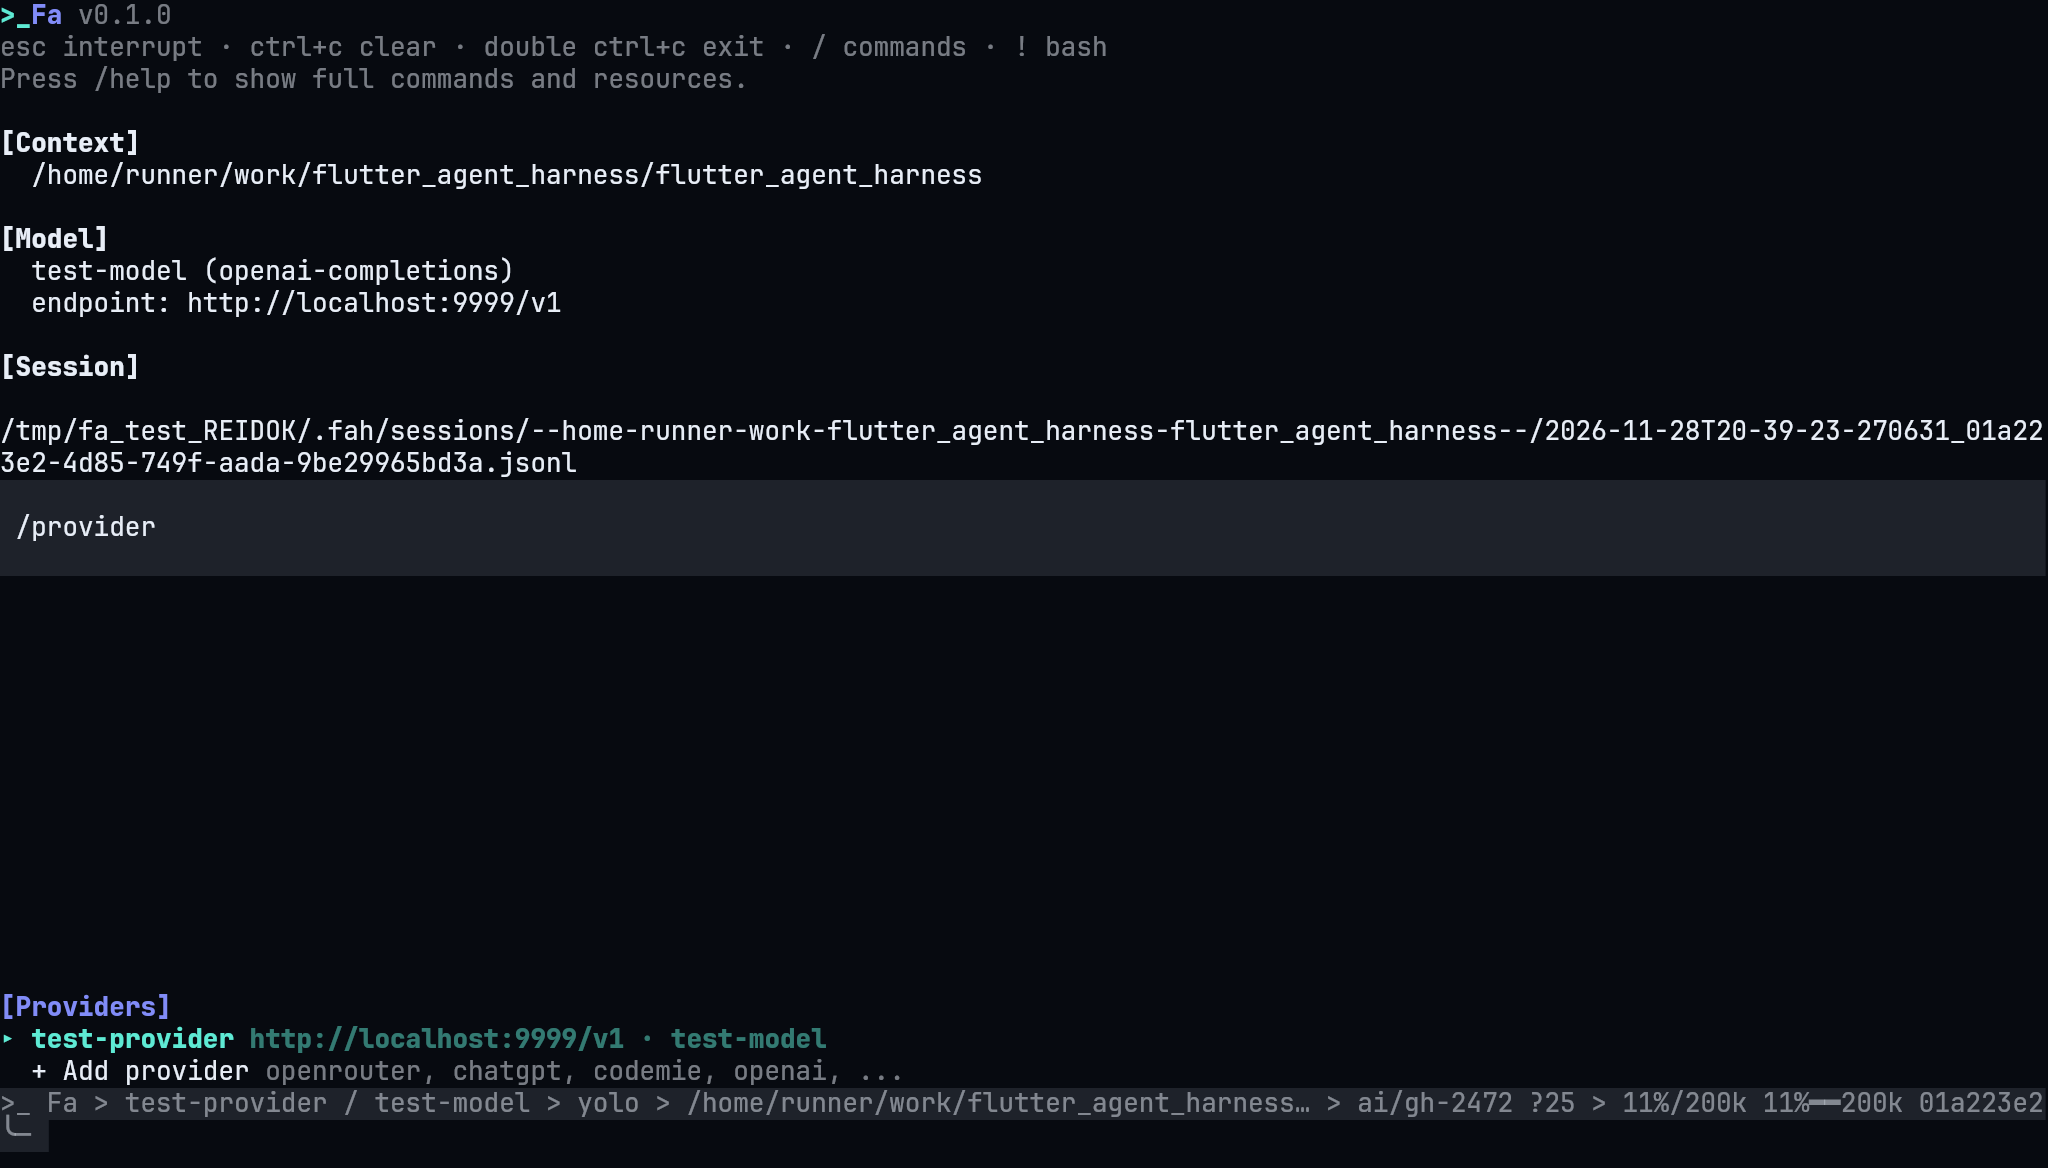 >_Fa v0.1.0
esc interrupt · ctrl+c clear · double ctrl+c exit · / commands · ! bash
Press /help to show full commands and resources.
[Context]
/home/runner/work/flutter_agent_harness/flutter_agent_harness
[Model]
test-model (openai-completions)
endpoint: http://localhost:9999/v1
[Session]
/tmp/fa_test_REIDOK/.fah/sessions/--home-runner-work-flutter_agent_harness-flutter_agent_harness--/2026-11-28T20-39-23-270631_01a22
3e2-4d85-749f-aada-9be29965bd3a.jsonl
/provider
[Providers]
▸ test-provider http://localhost:9999/v1 · test-model
+ Add provider openrouter, chatgpt, codemie, openai, ...
>_ Fa > test-provider / test-model > yolo > /home/runner/work/flutter_agent_harness… > ai/gh-2472 ?25 > 11%/200k 11%━━200k 01a223e2
╰─